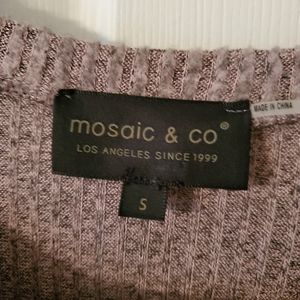 mosaic & co®
LOS ANGELES SINCE 1999
S
MADE IN CHINA